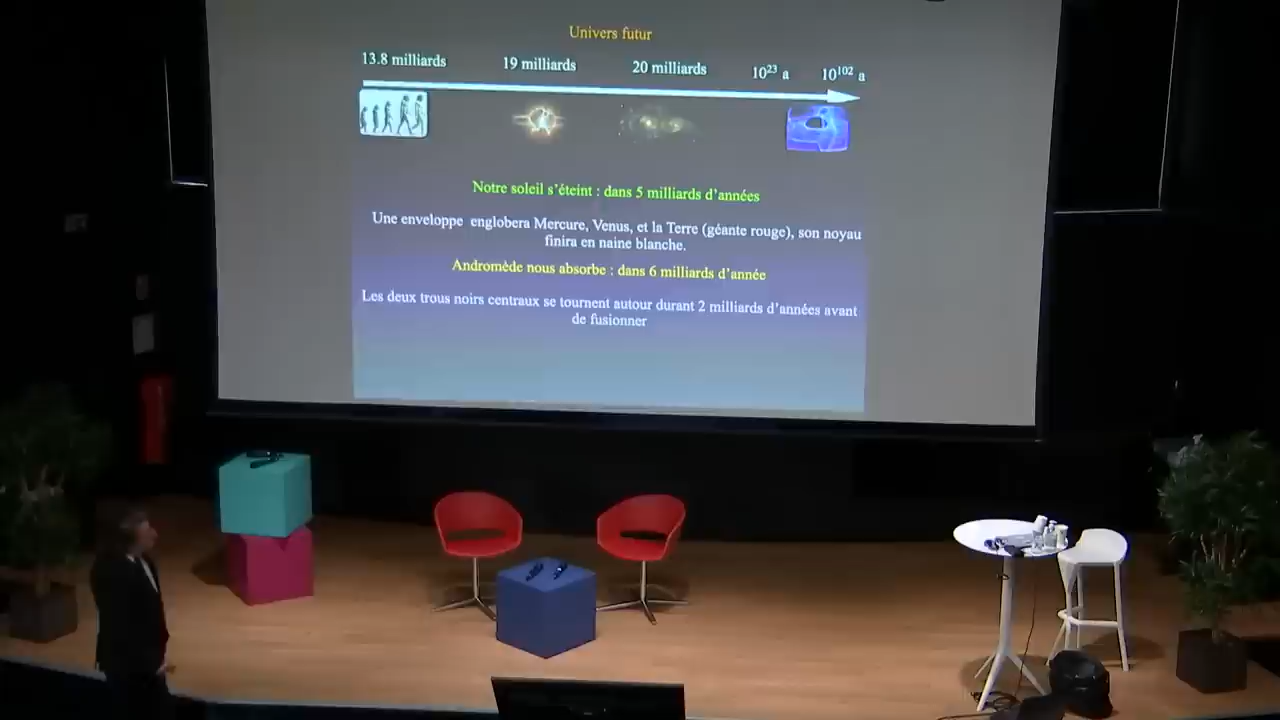 Univers futur
13.8 milliards 19 milliards 20 milliards 10²³ a 10¹⁰² a
Notre soleil s'éteint : dans 5 milliards d'années
Une enveloppe englobera Mercure, Venus, et la Terre (géante rouge), son noyau
finira en naine blanche.
Andromède nous absorbe : dans 6 milliards d'année
Les deux trous noirs centraux se tournent autour durant 2 milliards d'années avant
de fusionner